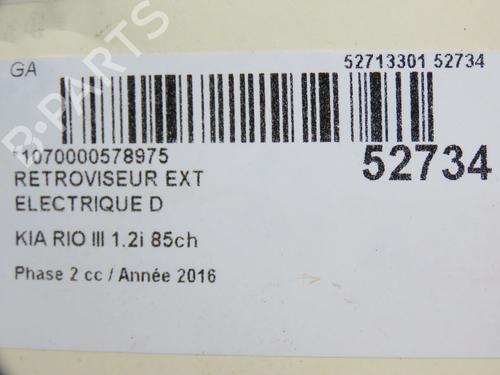 GA
52713301 52734
*1070000578975
52734
RETROVISEUR EXT
ELECTRIQUE D
KIA RIO III 1.2i 85ch
Phase 2 cc / Année 2016
B-PARTS